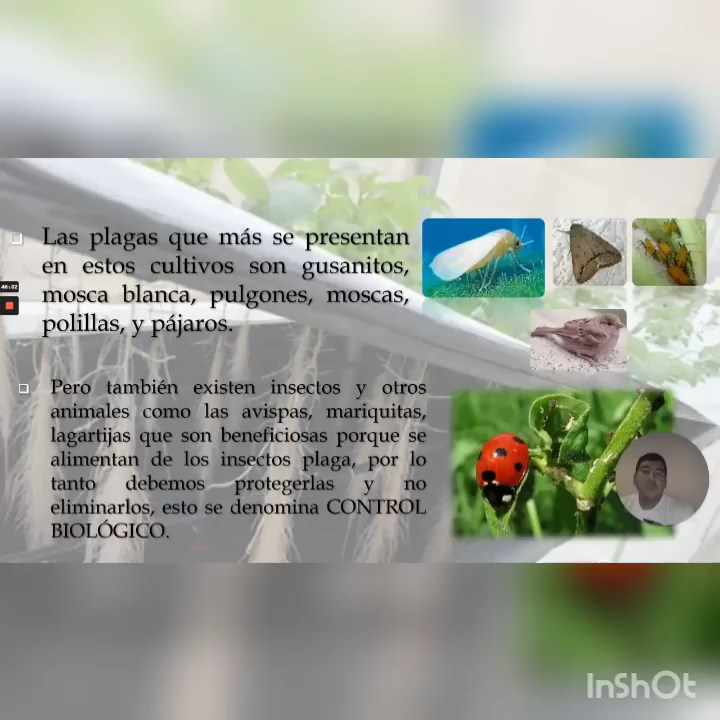 Las plagas que más se presentan
en estos cultivos son gusanitos,
mosca blanca, pulgones, moscas,
polillas, y pájaros.
46:32
Pero también existen insectos y otros
animales como las avispas, mariquitas,
lagartijas que son beneficiosas porque se
alimentan de los insectos plaga, por lo
tanto debemos protegerlas y no
eliminarlos, esto se denomina CONTROL
BIOLÓGICO.
InShOt